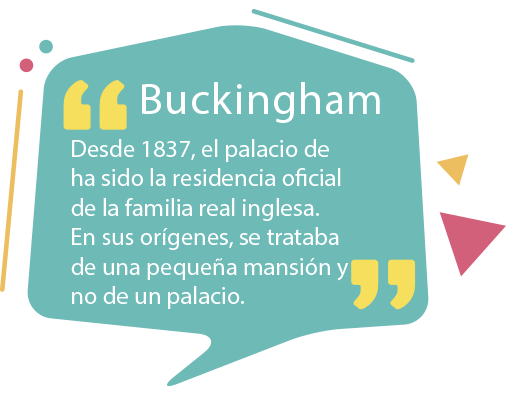 Buckingham
Desde 1837, el palacio de
ha sido la residencia oficial
de la familia real inglesa.
En sus orígenes, se trataba
de una pequeña mansión y
no de un palacio.